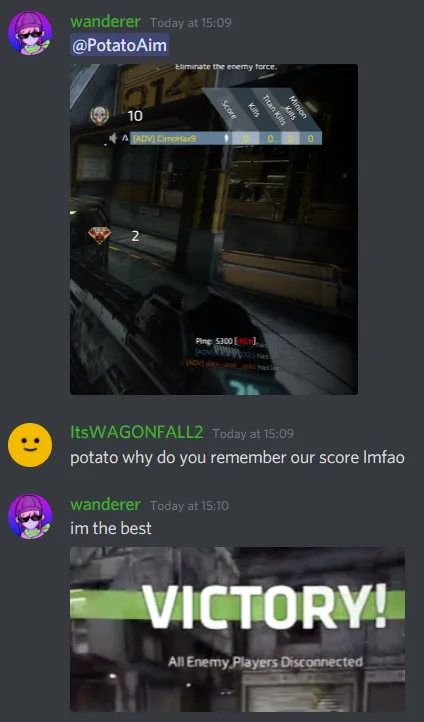 wanderer Today at 15:09
@PotatoAim
Eliminate the enemy force.
Score Kills Titan Kills Minion Kills
10
[ADV] CimoHax9 0 0 0 0
2
Ping: 5300 [HIGH]
ItsWAGONFALL2 Today at 15:09
potato why do you remember our score lmfao
wanderer Today at 15:10
im the best
VICTORY!
All Enemy Players Disconnected